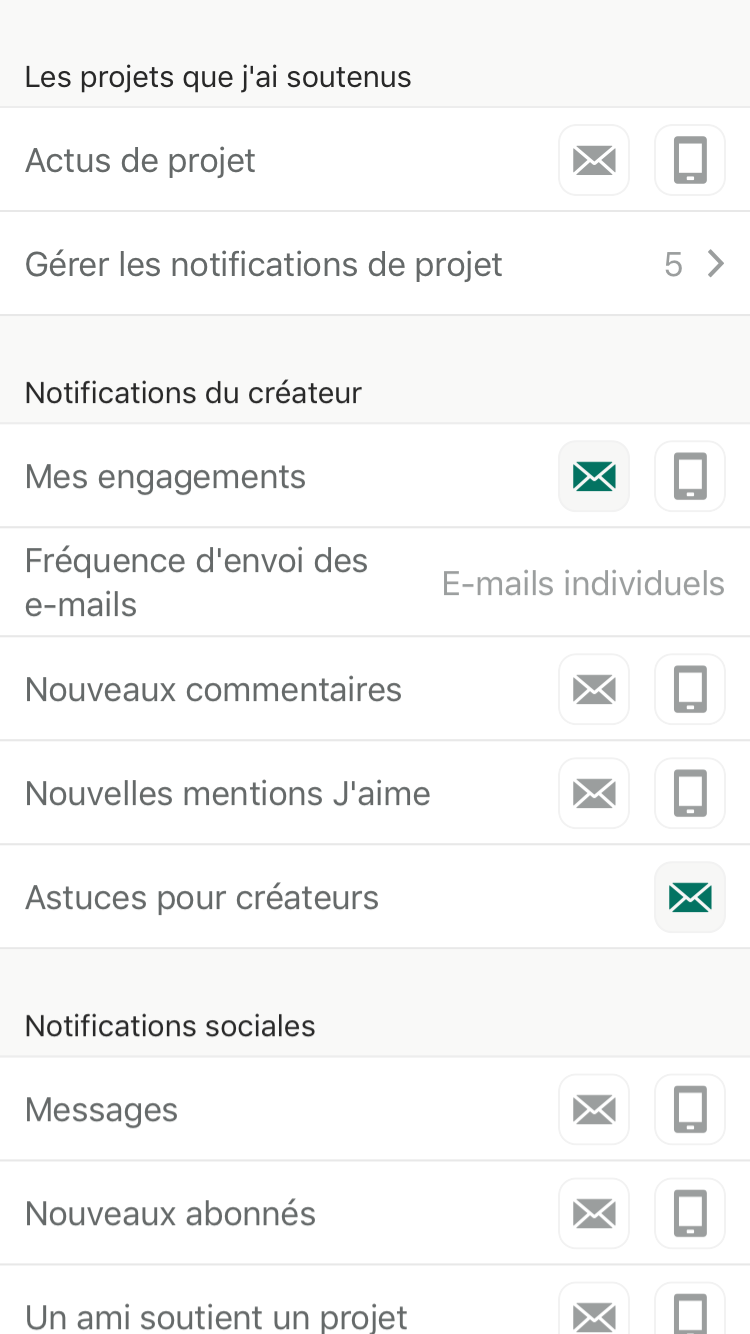 Les projets que j'ai soutenus
Actus de projet
Gérer les notifications de projet 5
Notifications du créateur
Mes engagements
Fréquence d'envoi des
e-mails
E-mails individuels
Nouveaux commentaires
Nouvelles mentions J'aime
Astuces pour créateurs
Notifications sociales
Messages
Nouveaux abonnés
Un ami soutient un projet